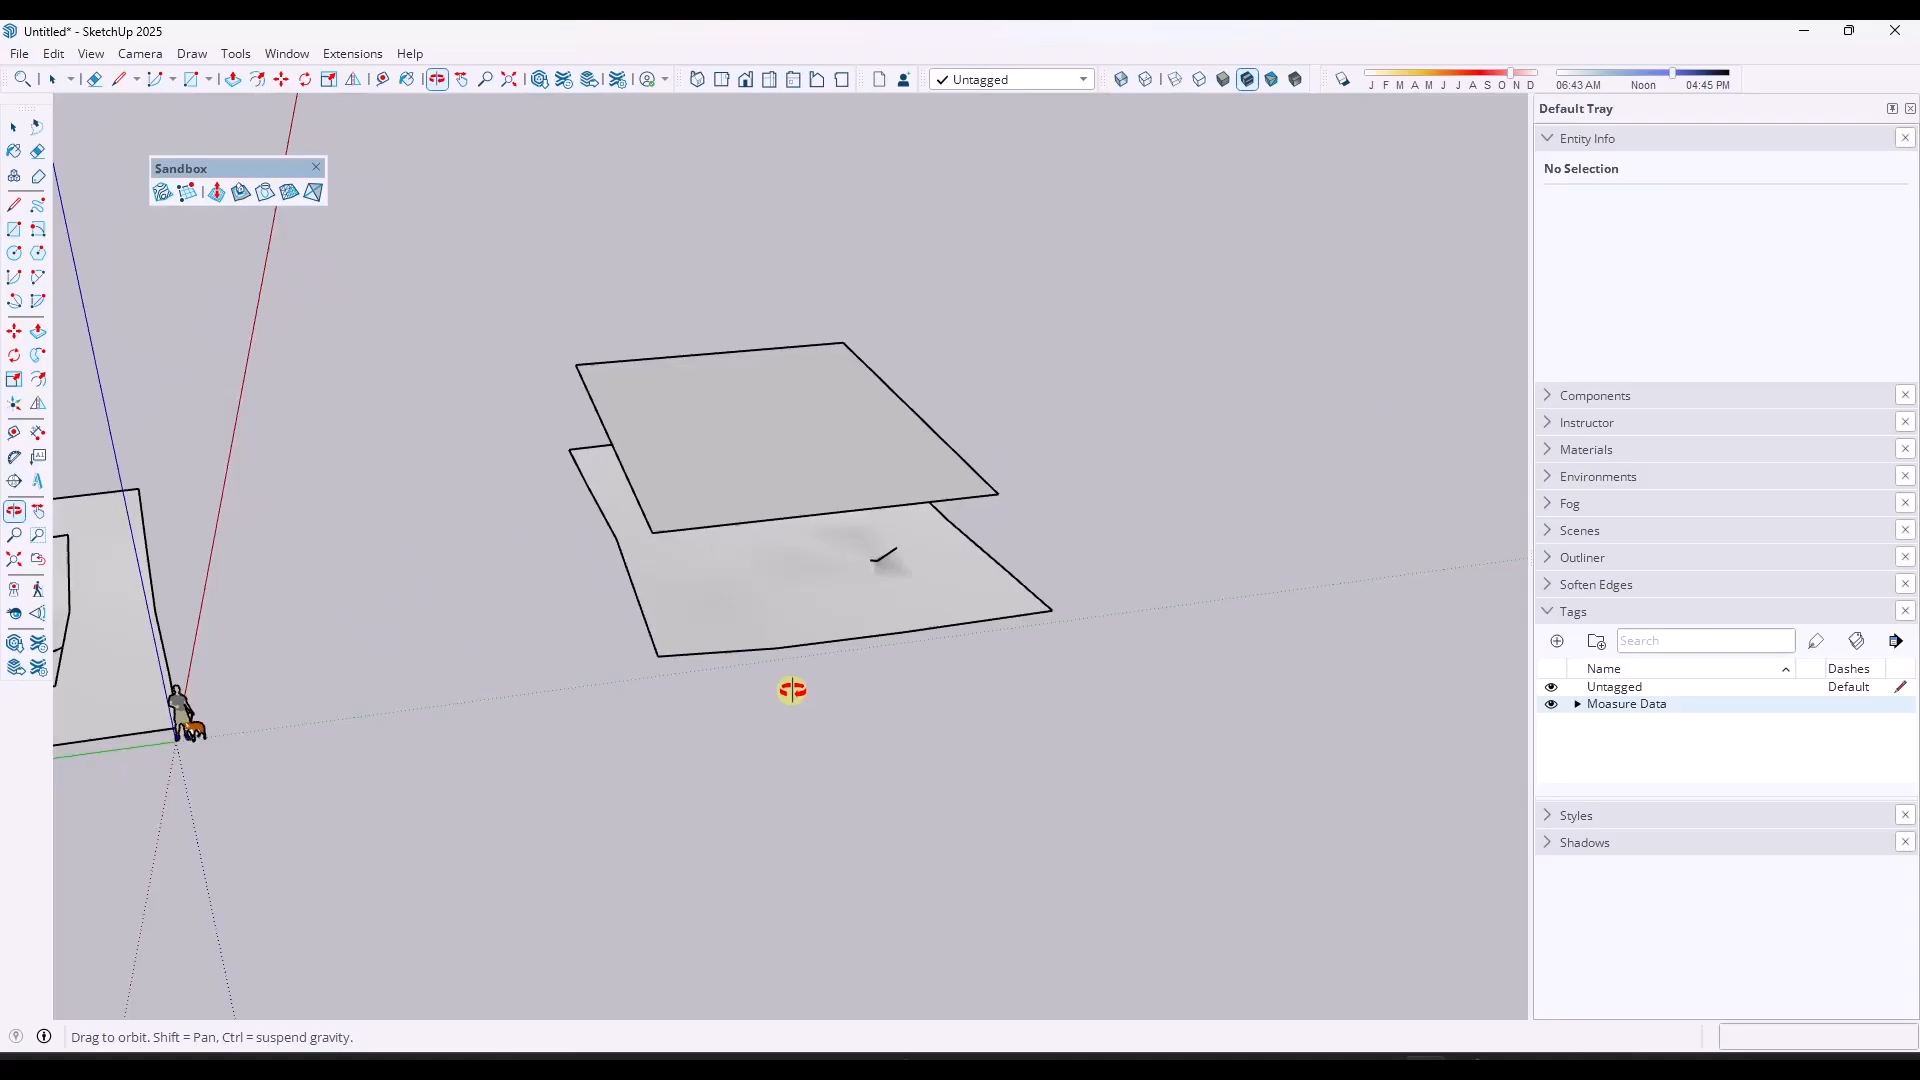 Untitled* - SketchUp 2025
File Edit View Camera Draw Tools Window Extensions Help
Untagged
J F M A M J J A S O N D
06:43 AM Noon 04:45 PM
Default Tray
Entity Info
No Selection
Sandbox
Components
Instructor
Materials
Environments
Fog
Scenes
Outliner
Soften Edges
Tags
Search
Name Dashes
Untagged Default
Moasure Data
Styles
Shadows
Drag to orbit. Shift = Pan, Ctrl = suspend gravity.